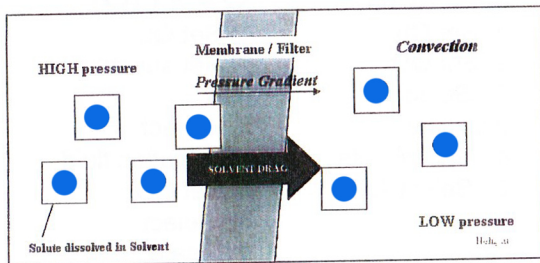 Membrane / Filter
Convection
HIGH pressure
Pressure Gradient
SOLVENT DRAG
Solute dissolved in Solvent
LOW pressure